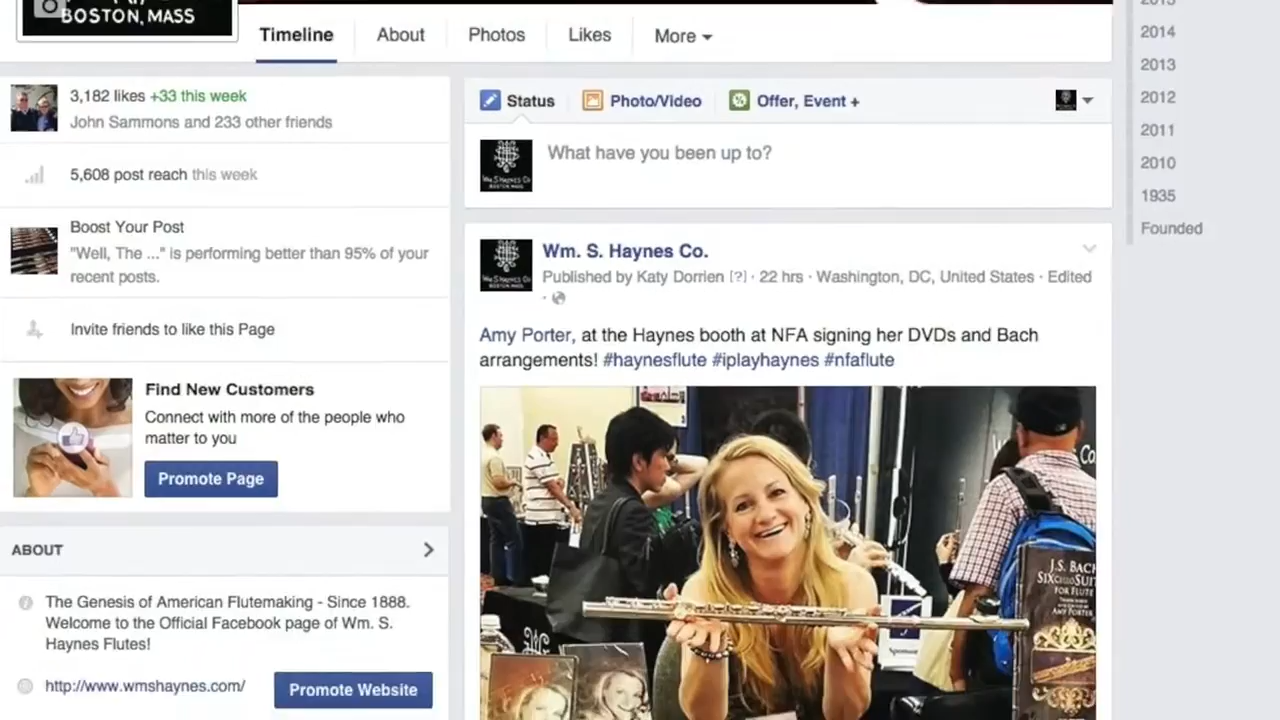 BOSTON, MASS
Timeline
About
Photos
Likes
More
3,182 likes +33 this week
John Sammons and 233 other friends
5,608 post reach this week
Boost Your Post
"Well, The ..." is performing better than 95% of your
recent posts.
Invite friends to like this Page
Find New Customers
Connect with more of the people who
matter to you
Promote Page
ABOUT
The Genesis of American Flutemaking - Since 1888.
Welcome to the Official Facebook page of Wm. S.
Haynes Flutes!
http://www.wmshaynes.com/
Promote Website
Status
Photo/Video
Offer, Event +
What have you been up to?
Wm. S. Haynes Co.
Published by Katy Dorrien [?] · 22 hrs · Washington, DC, United States · Edited
Amy Porter, at the Haynes booth at NFA signing her DVDs and Bach
arrangements! #haynesflute #iplayhaynes #nfaflute
J.S. BACH
SIX CELLO SUIT
FOR FLUTE
AMY PORTER
Sponsor
2014
2013
2012
2011
2010
1935
Founded